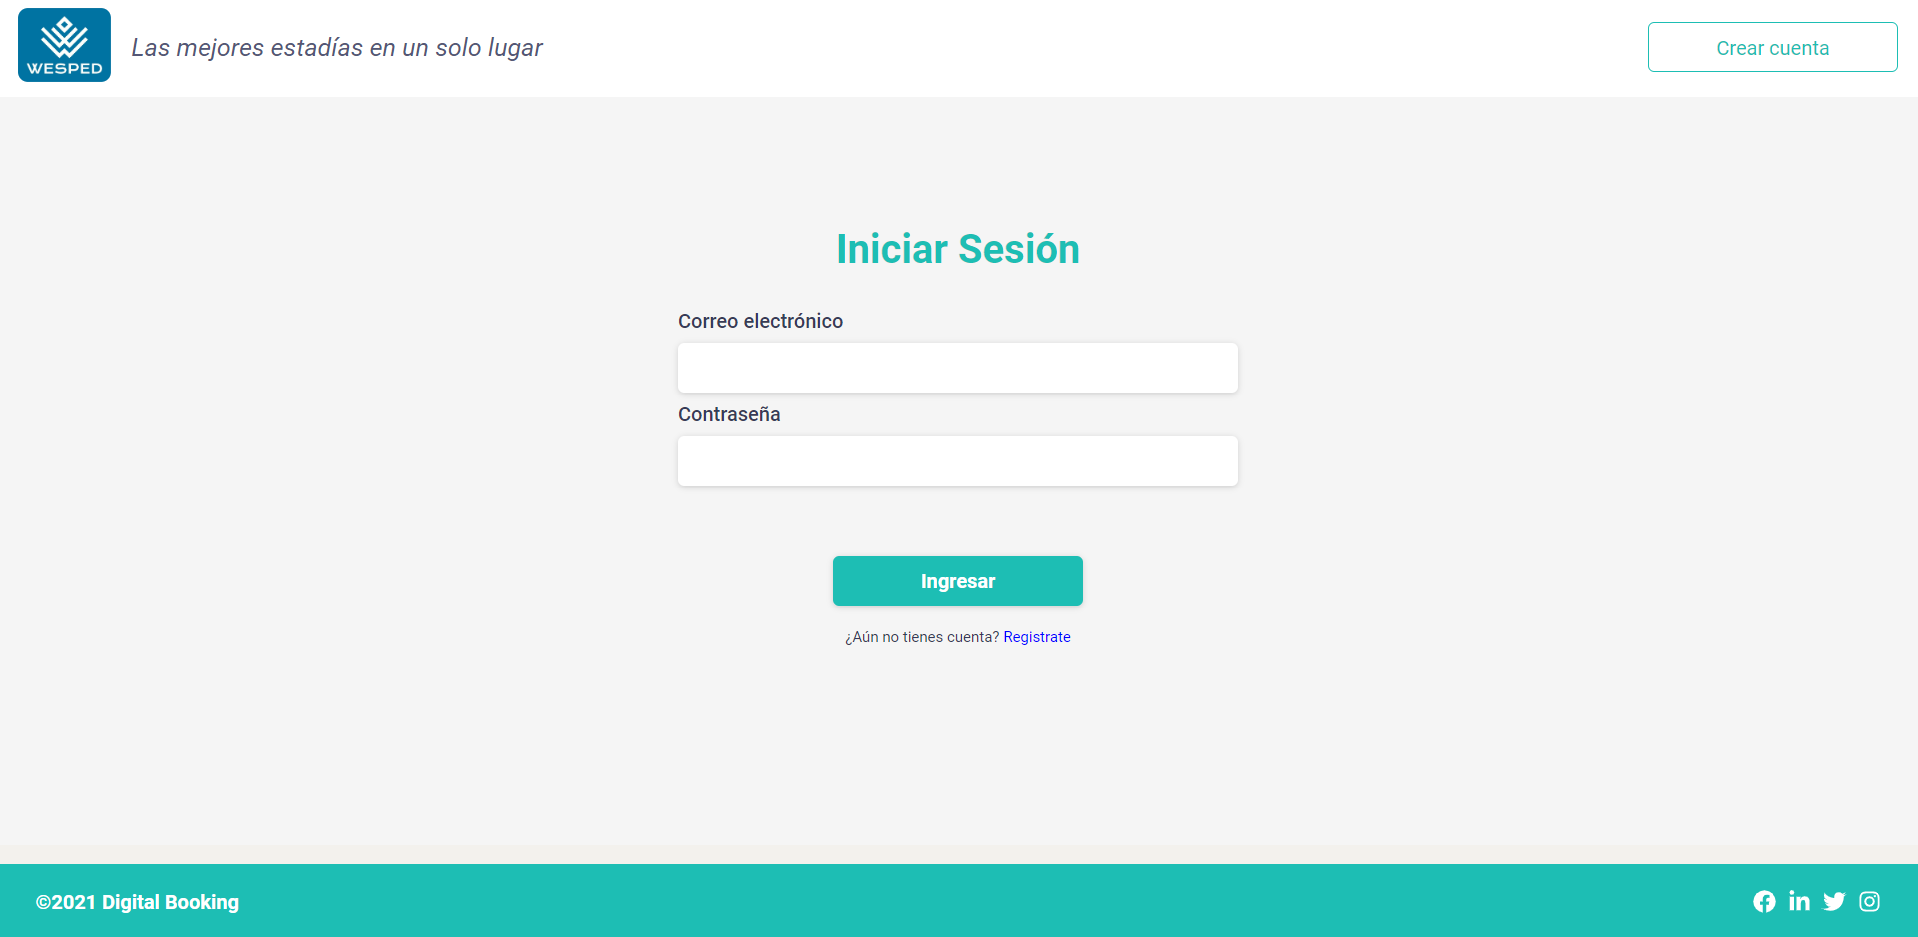 WESPED
Las mejores estadías en un solo lugar
Crear cuenta
Iniciar Sesión
Correo electrónico
Contraseña
Ingresar
¿Aún no tienes cuenta? Registrate
©2021 Digital Booking